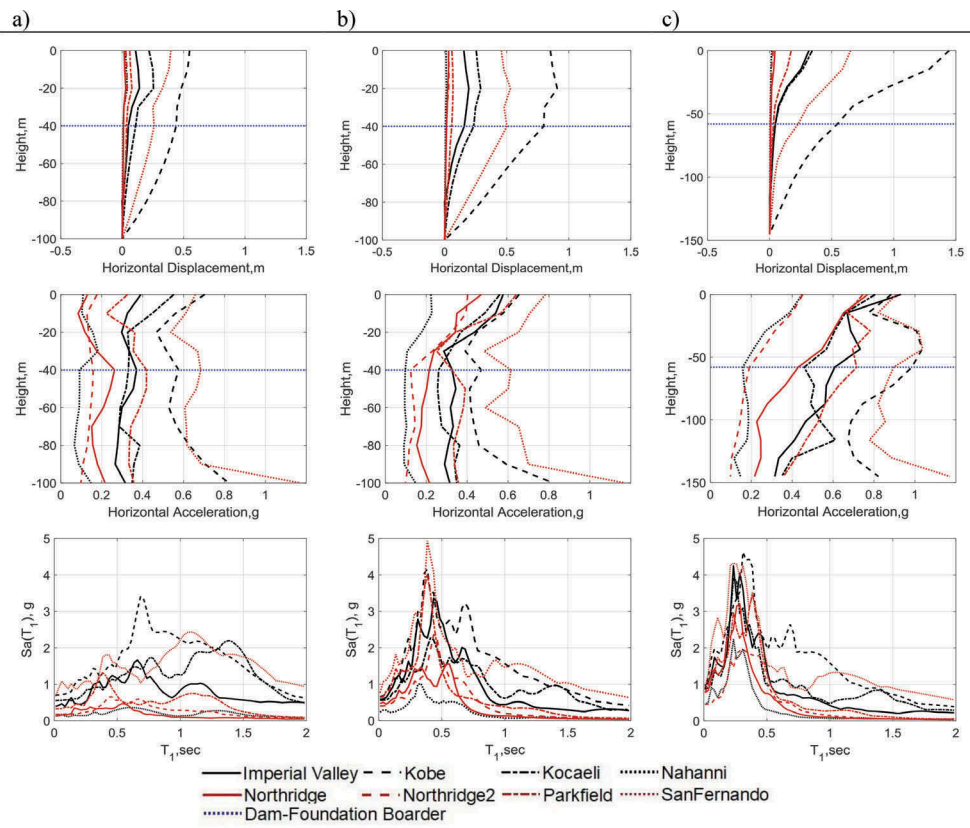 a) b) c)
0 0 0
-20 -20
-40 -40 -50
-60 -60
-80 -80 -100
-100 -100 -150
Height,m Height,m Height,m
-0.5 0 0.5 1 1.5 -0.5 0 0.5 1 1.5 -0.5 0 0.5 1 1.5
Horizontal Displacement,m Horizontal Displacement,m Horizontal Displacement,m
0 0 0
-20 -20
-40 -40 -50
-60 -60
-80 -80 -100
-100 -100 -150
Height,m Height,m Height,m
0 0.2 0.4 0.6 0.8 1 0 0.2 0.4 0.6 0.8 1 0 0.2 0.4 0.6 0.8 1
Horizontal Acceleration,g Horizontal Acceleration,g Horizontal Acceleration,g
5 5 5
4 4 4
3 3 3
2 2 2
1 1 1
0 0 0
Sa(T1), g Sa(T1), g Sa(T1), g
0 0.5 1 1.5 2 0 0.5 1 1.5 2 0 0.5 1 1.5 2
T1,sec T1,sec T1,sec
Imperial Valley Kobe Kocaeli Nahanni
Northridge Northridge2 Parkfield SanFernando
Dam-Foundation Boarder